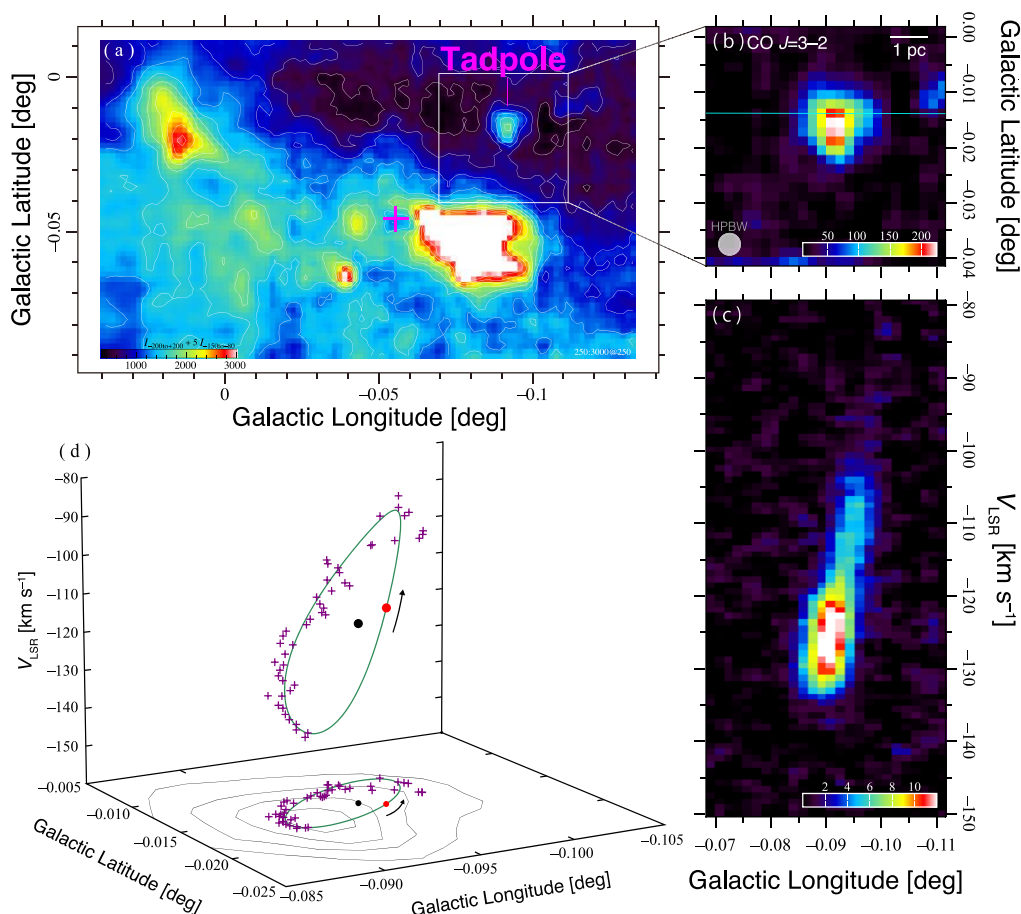 (a)
Tadpole
0
−0.05
Galactic Latitude [deg]
I−200to+200 + 5 I−150to−80
1000 2000 3000
250:3000@250
0 −0.05 −0.1
Galactic Longitude [deg]
(b) CO J=3–2
1 pc
HPBW
50 100 150 200
0.00
−0.01
−0.02
−0.03
−0.04
Galactic Latitude [deg]
(c)
−80
−90
−100
−110
−120
−130
−140
−150
VLSR [km s−1]
2 4 6 8 10
−0.07 −0.08 −0.09 −0.10 −0.11
Galactic Longitude [deg]
(d)
−80
−90
−100
−110
−120
−130
−140
−150
VLSR [km s−1]
−0.005
−0.010
−0.015
−0.020
−0.025
Galactic Latitude [deg]
−0.085
−0.090
−0.095
−0.100
−0.105
Galactic Longitude [deg]